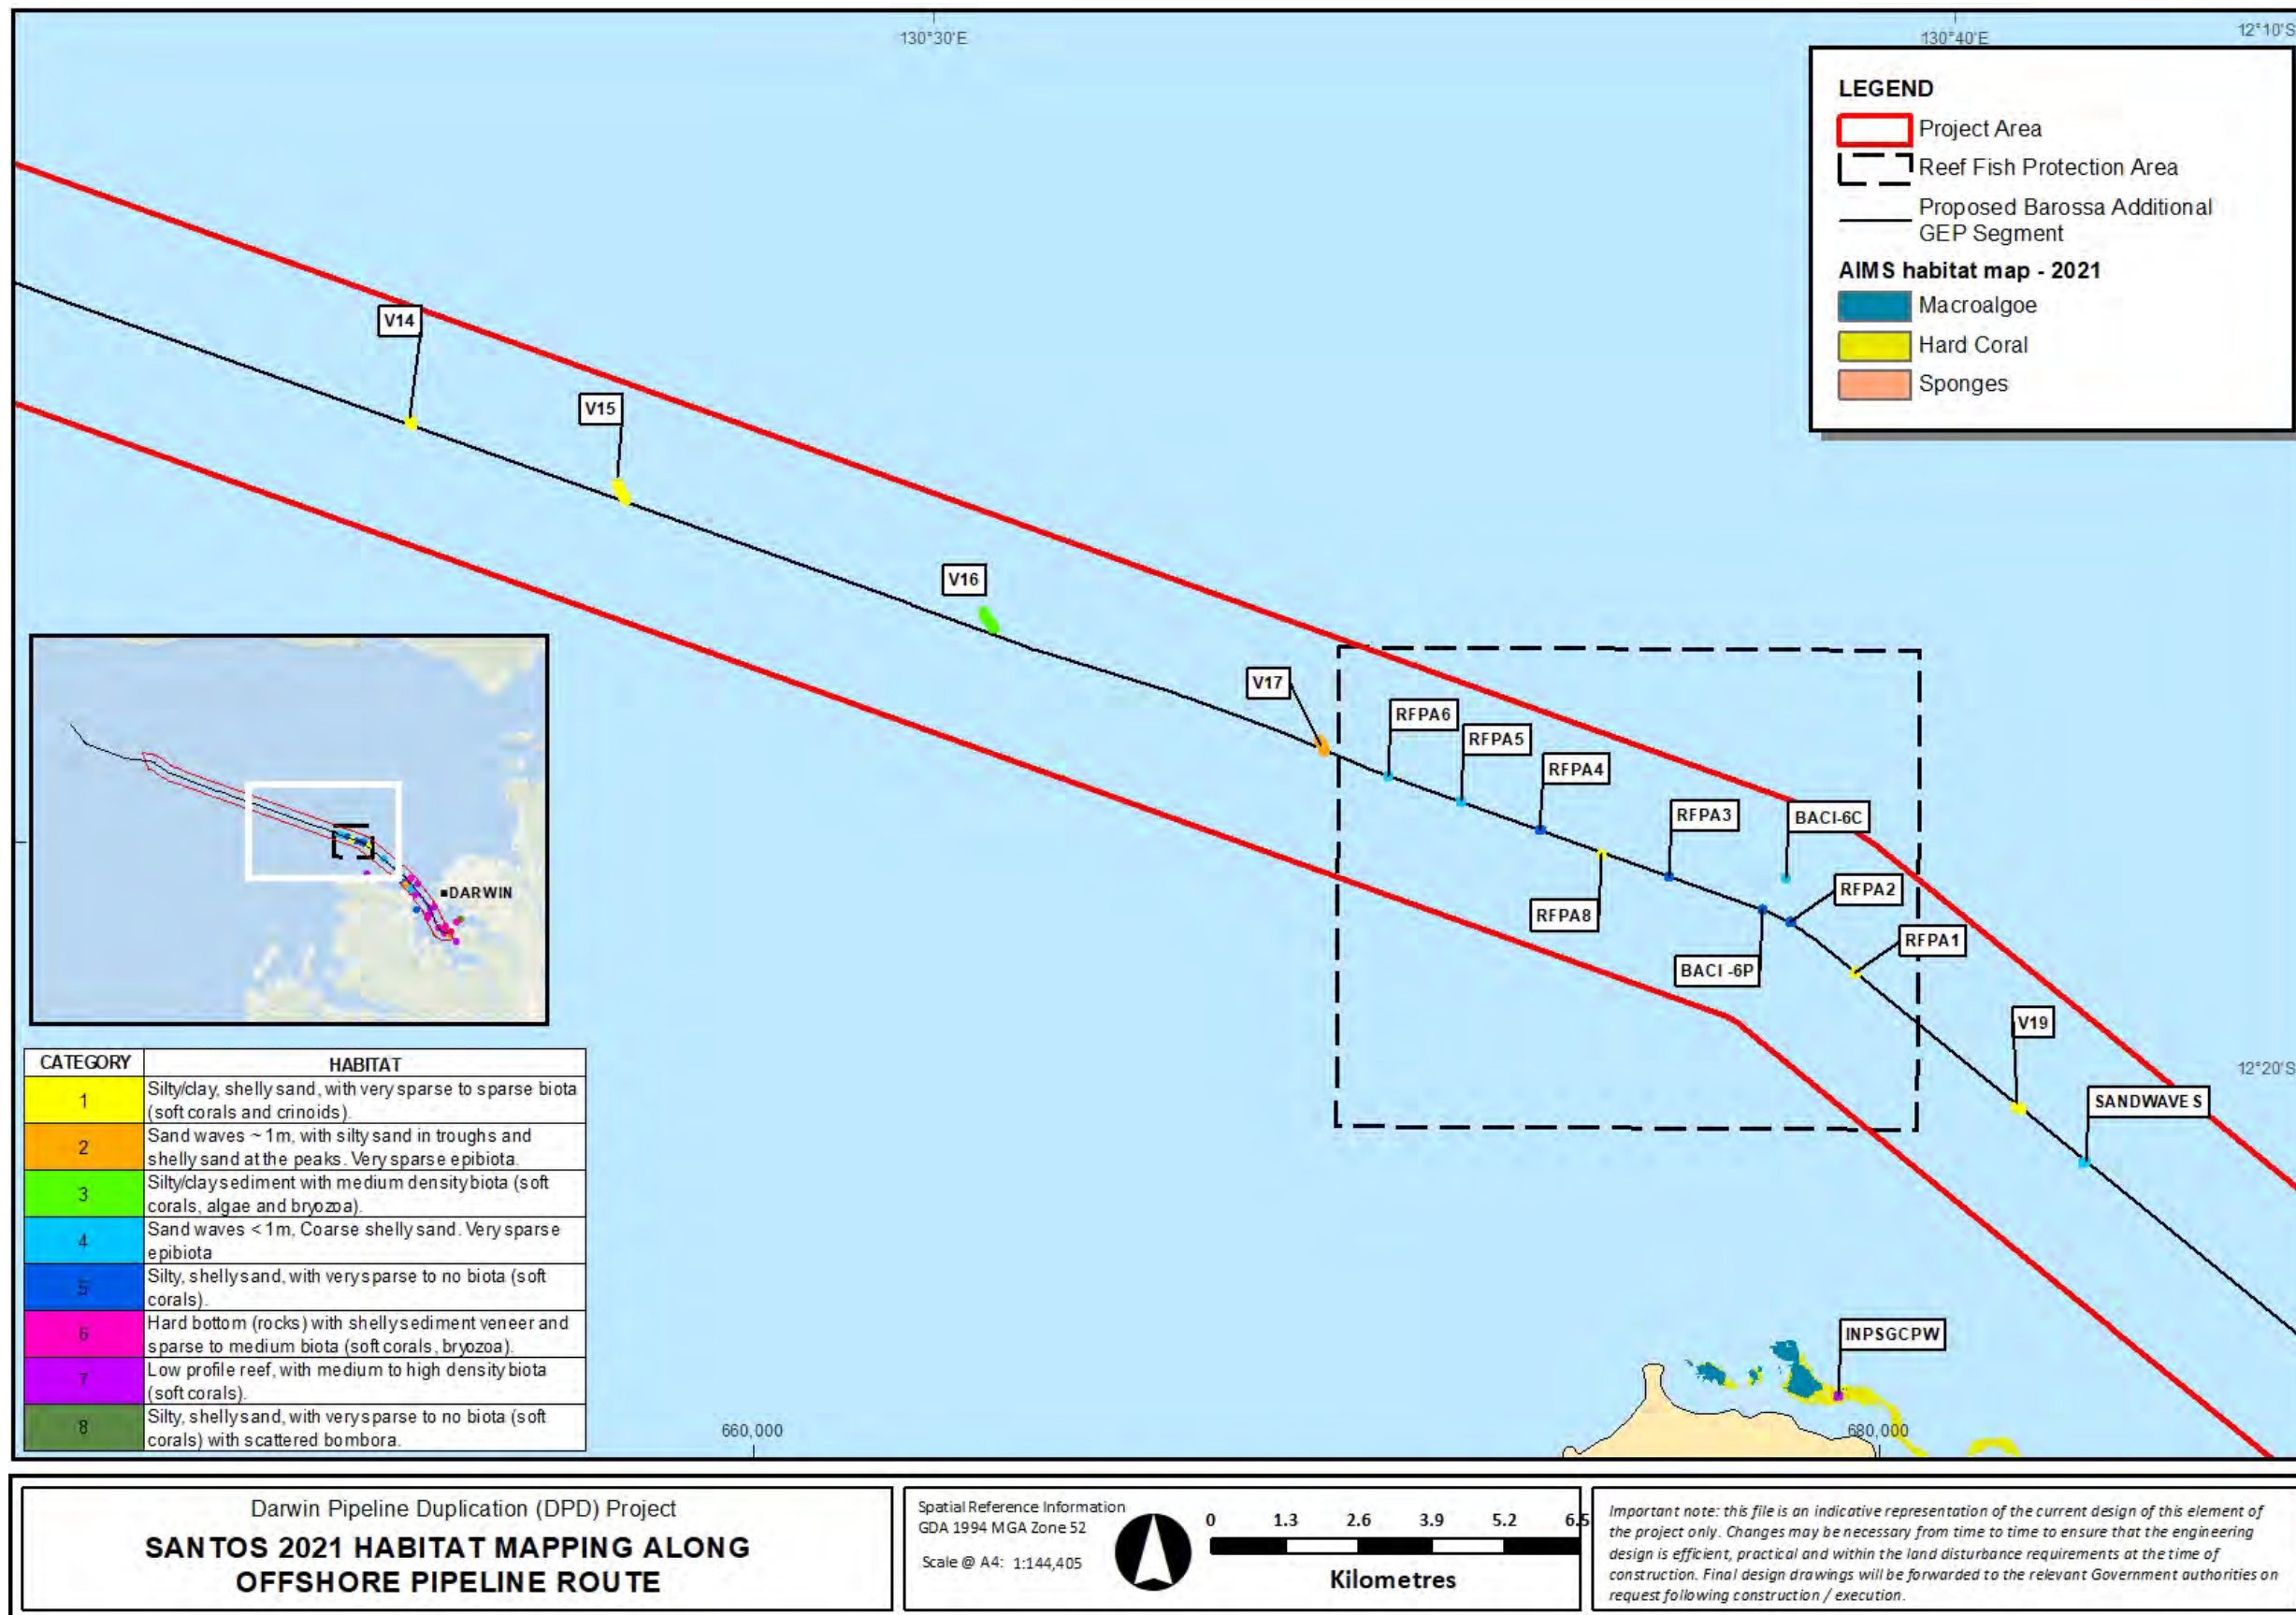 130°30'E
130°40'E
12°10'S
LEGEND
Project Area
Reef Fish Protection Area
Proposed Barossa Additional
GEP Segment
AIMS habitat map - 2021
Macroalgoe
Hard Coral
Sponges
V14
V15
V16
V17
RFPA6
RFPA5
RFPA4
RFPA3
BACI-6C
RFPA2
RFPA8
RFPA1
BACI -6P
V19
12°20'S
SANDWAVE S
INPSGCPW
DARWIN
CATEGORY HABITAT
1 Silty/clay, shelly sand, with very sparse to sparse biota
(soft corals and crinoids).
2 Sand waves ~ 1m, with silty sand in troughs and
shelly sand at the peaks. Very sparse epibiota.
3 Silty/clay sediment with medium density biota (soft
corals, algae and bryozoa).
4 Sand waves < 1m, Coarse shelly sand. Very sparse
epibiota
5 Silty, shelly sand, with very sparse to no biota (soft
corals).
6 Hard bottom (rocks) with shelly sediment veneer and
sparse to medium biota (soft corals, bryozoa).
7 Low profile reef, with medium to high density biota
(soft corals).
8 Silty, shelly sand, with very sparse to no biota (soft
corals) with scattered bombora.
660,000
680,000
Darwin Pipeline Duplication (DPD) Project
SANTOS 2021 HABITAT MAPPING ALONG
OFFSHORE PIPELINE ROUTE
Spatial Reference Information
GDA 1994 MGA Zone 52
Scale @ A4: 1:144,405
0 1.3 2.6 3.9 5.2 6.5
Kilometres
Important note: this file is an indicative representation of the current design of this element of
the project only. Changes may be necessary from time to time to ensure that the engineering
design is efficient, practical and within the land disturbance requirements at the time of
construction. Final design drawings will be forwarded to the relevant Government authorities on
request following construction / execution.